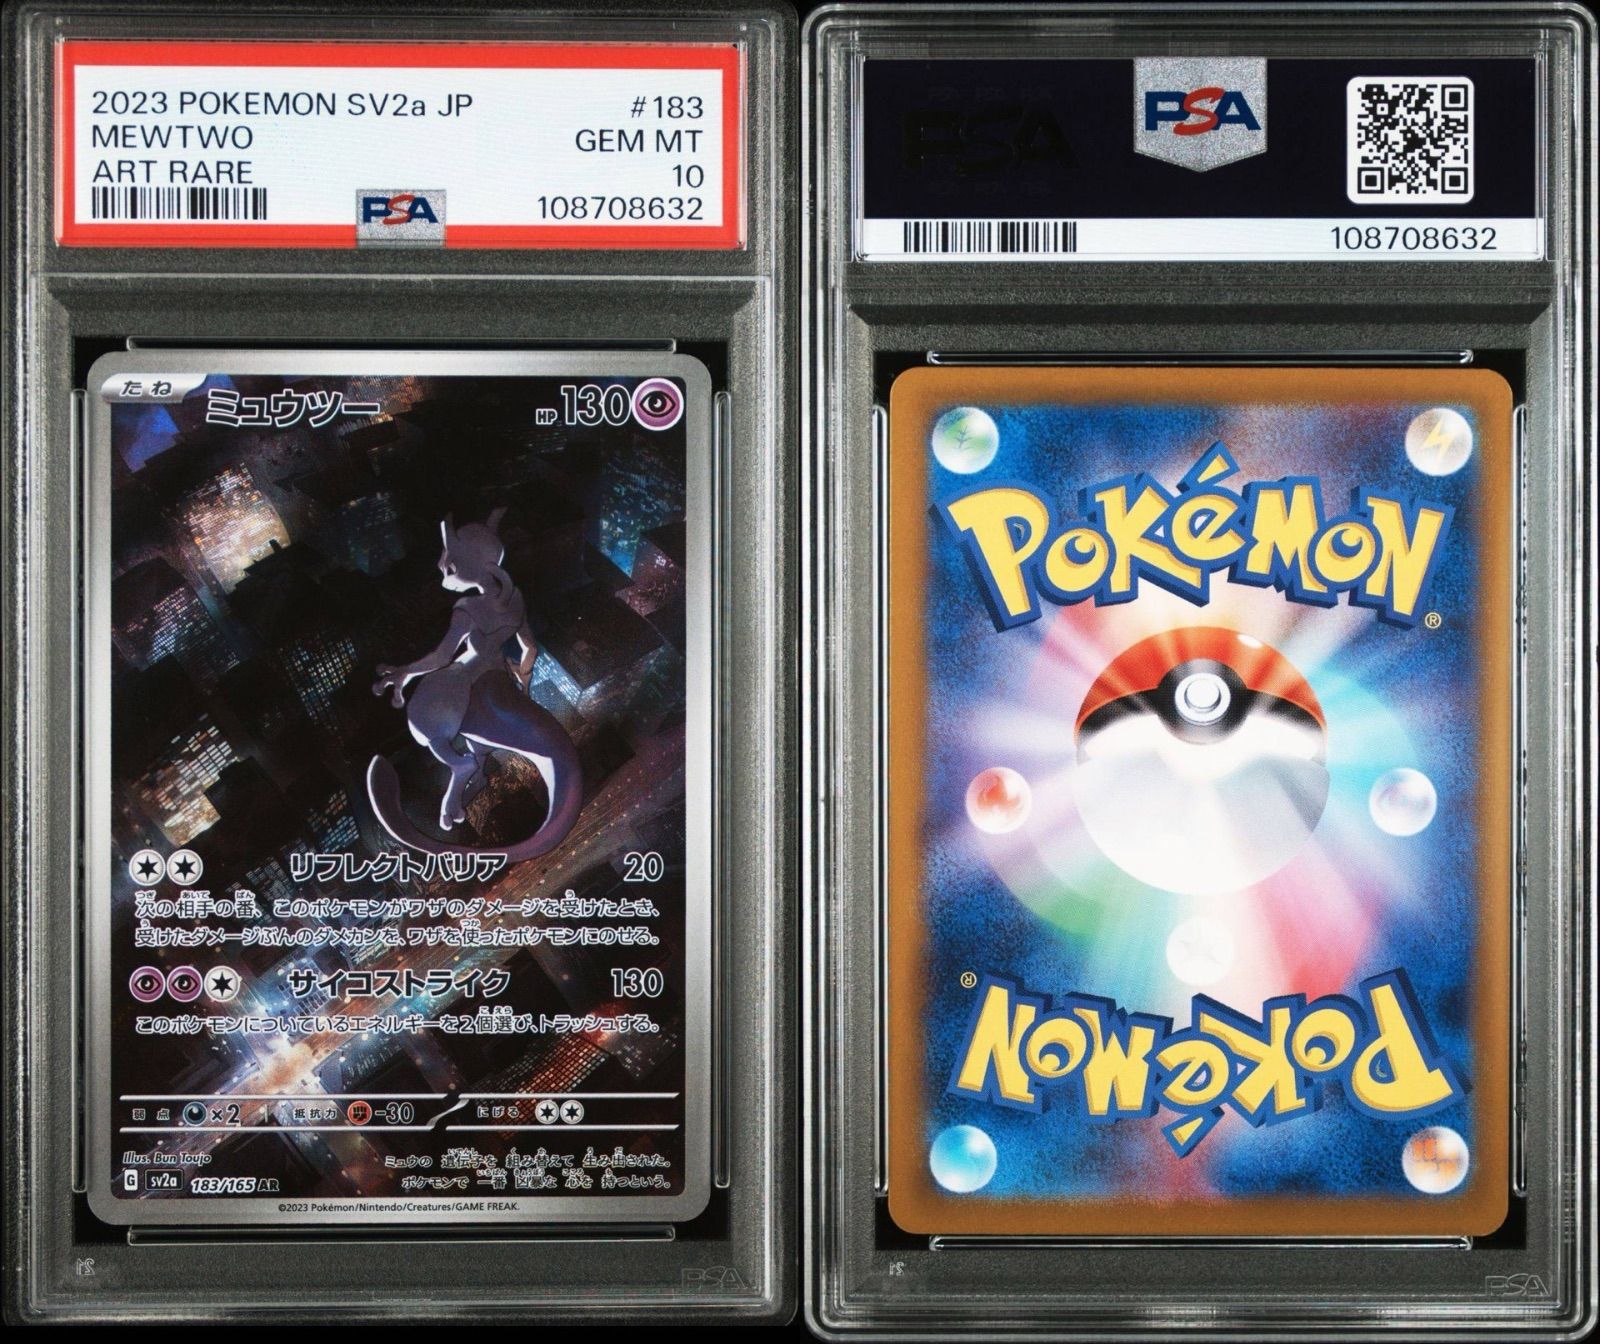 2023 POKEMON SV2a JP #183
MEWTWO GEM MT
ART RARE 10
PSA 108708632
たね ミュウツー HP 130
リフレクトバリア 20
次の相手の番、このポケモンがワザのダメージを受けたとき、
受けたダメージぶんのダメカンを、ワザを使ったポケモンにのせる。
サイコストライク 130
このポケモンについているエネルギーを2個選び、トラッシュする。
弱点 ×2 抵抗力 -30 にげる
Illus. Bun Toujo
ミュウの 遺伝子を 組み替えて 生み出された。
G sv2a 183/165 AR
ポケモンで 一番 凶暴な 心を 持つという。
©2023 Pokémon/Nintendo/Creatures/GAME FREAK.
PSA
PSA
PSA
108708632
POKéMON®
POKéMON®
PSA